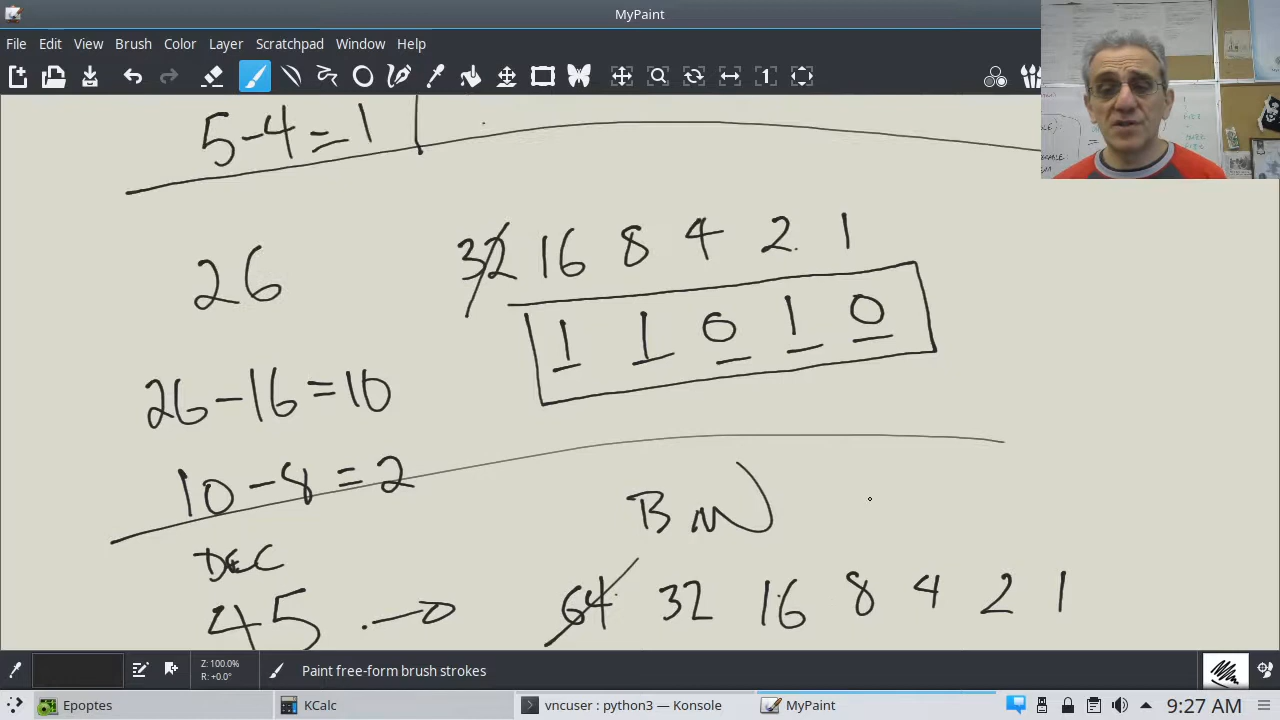 MyPaint
File Edit View Brush Color Layer Scratchpad Window Help
5-4=1
26
32 16 8 4 2 1
1 1 0 1 0
26-16=10
10-8=2
DEC
BIN
45
64 32 16 8 4 2 1
Z: 100.0%
R: +0.0°
Paint free-form brush strokes
Epoptes
KCalc
vncuser : python3 — Konsole
MyPaint
9:27 AM